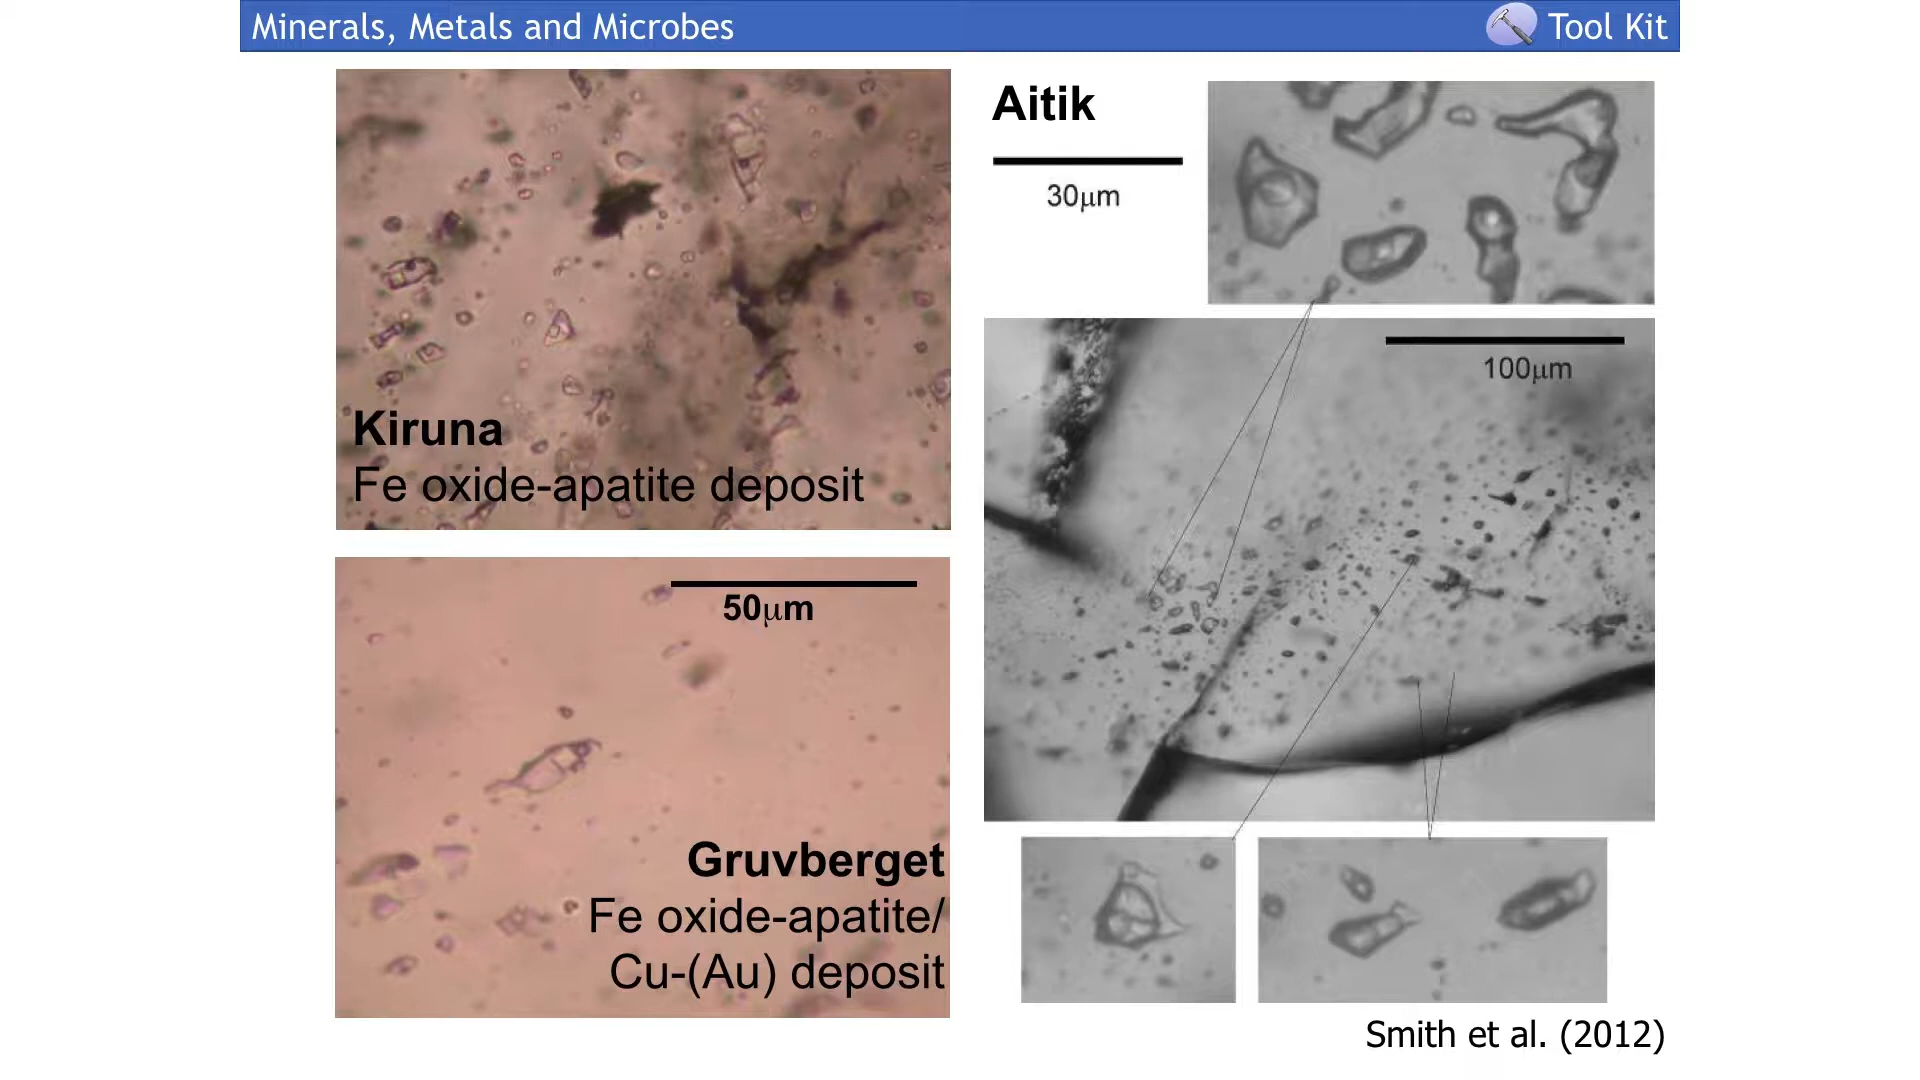 Minerals, Metals and Microbes
Tool Kit
Kiruna
Fe oxide-apatite deposit
50μm
Gruvberget
Fe oxide-apatite/
Cu-(Au) deposit
Aitik
30μm
100μm
Smith et al. (2012)